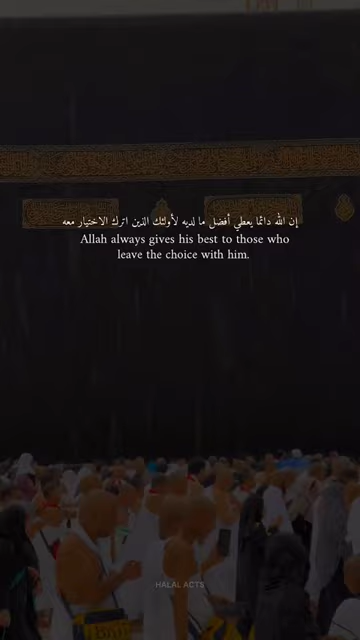 إن الله دائما يعطي أفضل ما لديه لأولئك الذين اترك الاختيار معه
Allah always gives his best to those who
leave the choice with him.
HALAL ACTS